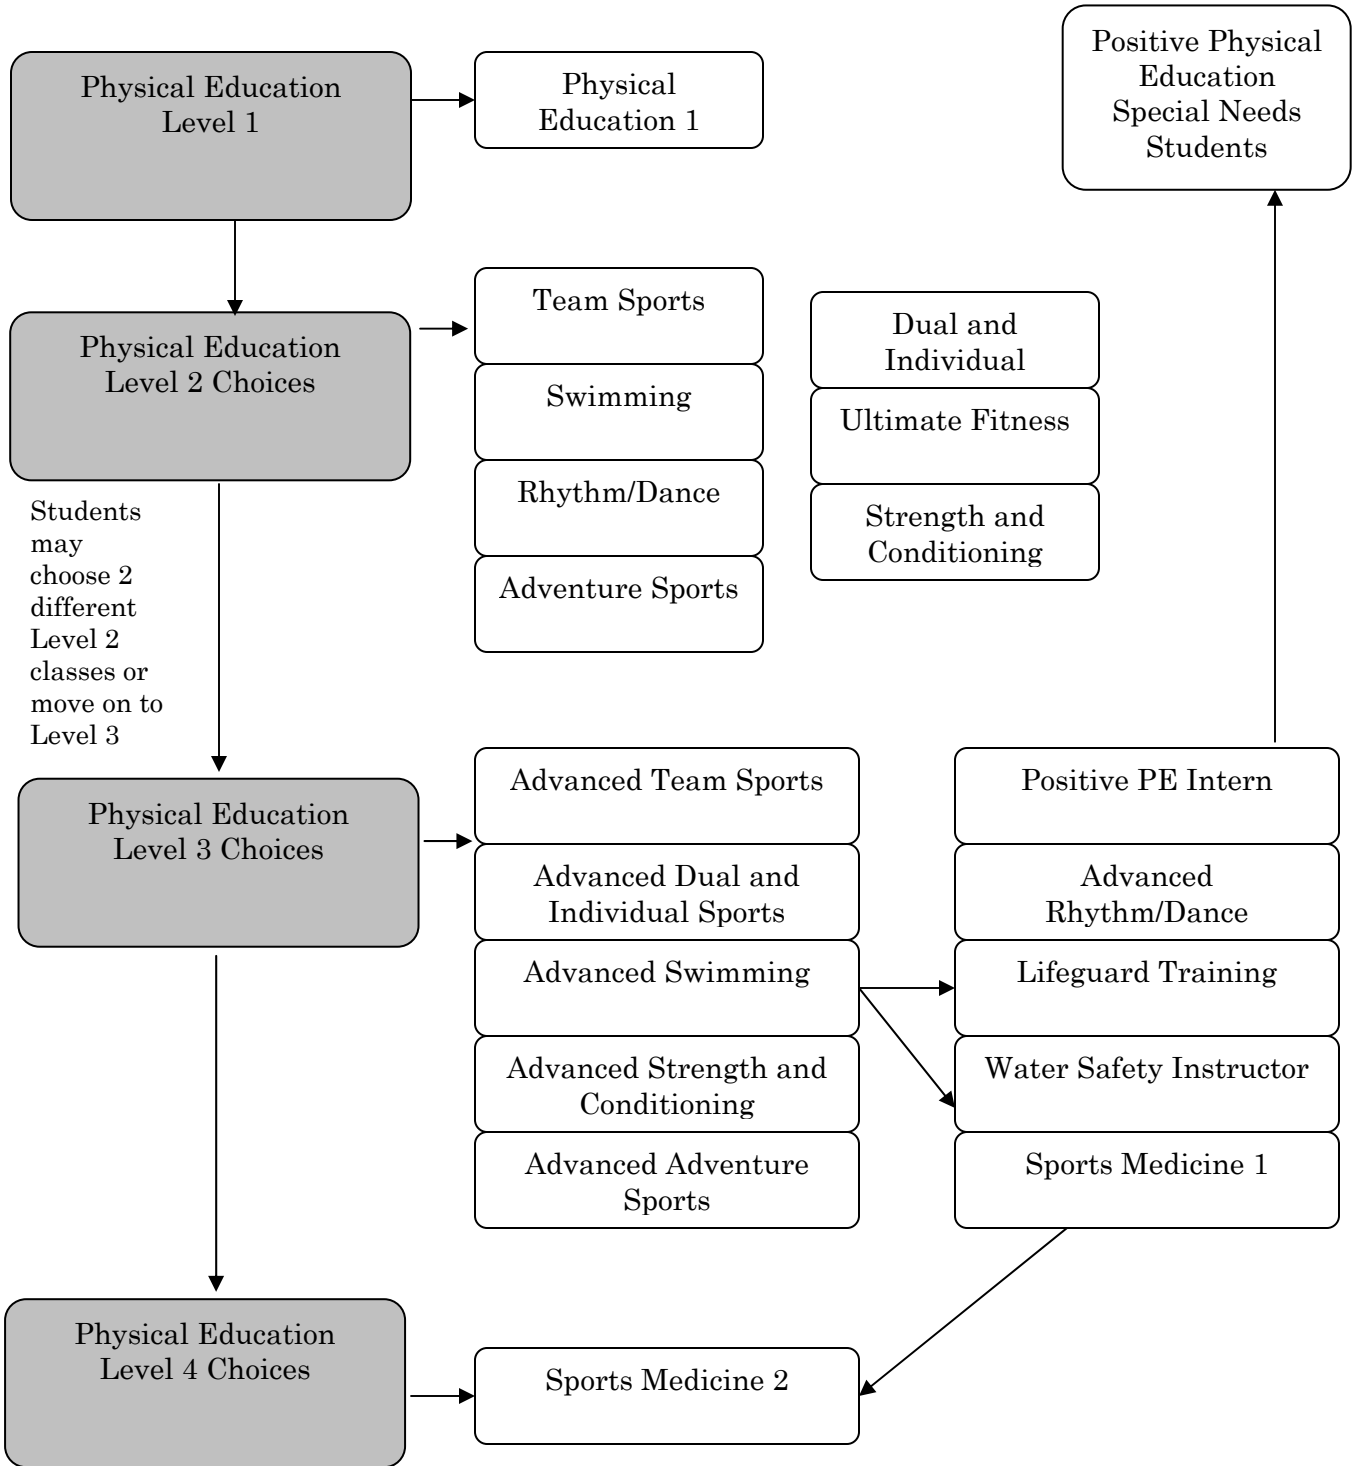 Physical Education
Level 1
Physical
Education 1
Positive Physical
Education
Special Needs
Students
Physical Education
Level 2 Choices
Team Sports
Swimming
Rhythm/Dance
Adventure Sports
Dual and
Individual
Ultimate Fitness
Strength and
Conditioning
Students
may
choose 2
different
Level 2
classes or
move on to
Level 3
Physical Education
Level 3 Choices
Advanced Team Sports
Advanced Dual and
Individual Sports
Advanced Swimming
Advanced Strength and
Conditioning
Advanced Adventure
Sports
Positive PE Intern
Advanced
Rhythm/Dance
Lifeguard Training
Water Safety Instructor
Sports Medicine 1
Physical Education
Level 4 Choices
Sports Medicine 2